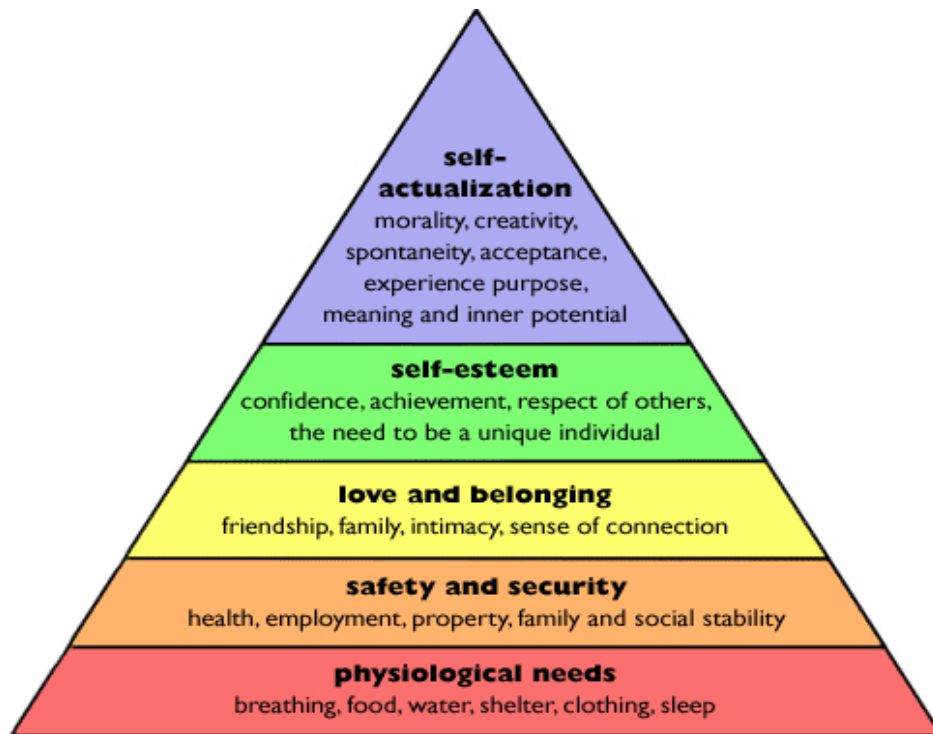 self-
actualization
morality, creativity,
spontaneity, acceptance,
experience purpose,
meaning and inner potential
self-esteem
confidence, achievement, respect of others,
the need to be a unique individual
love and belonging
friendship, family, intimacy, sense of connection
safety and security
health, employment, property, family and social stability
physiological needs
breathing, food, water, shelter, clothing, sleep